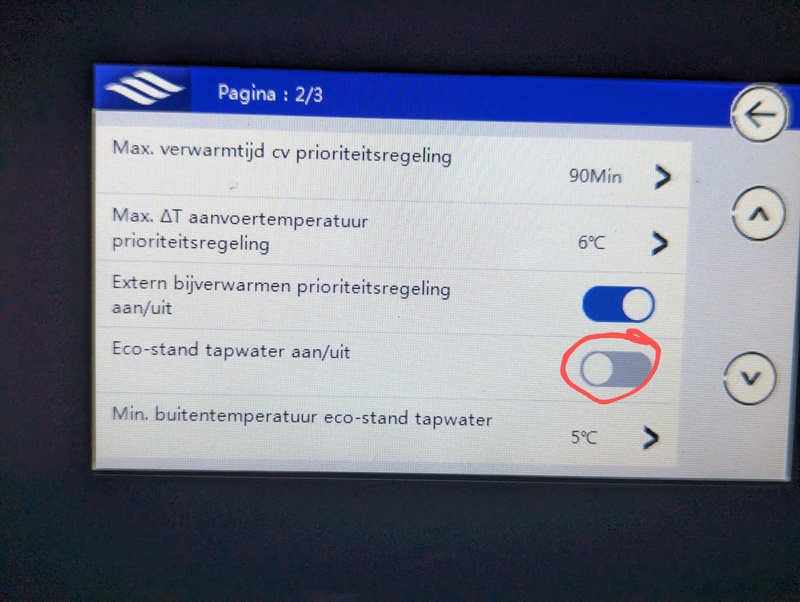 Pagina : 2/3
Max. verwarmtijd cv prioriteitsregeling
90Min
Max. ΔT aanvoertemperatuur
prioriteitsregeling
6℃
Extern bijverwarmen prioriteitsregeling
aan/uit
Eco-stand tapwater aan/uit
Min. buitentemperatuur eco-stand tapwater
5℃